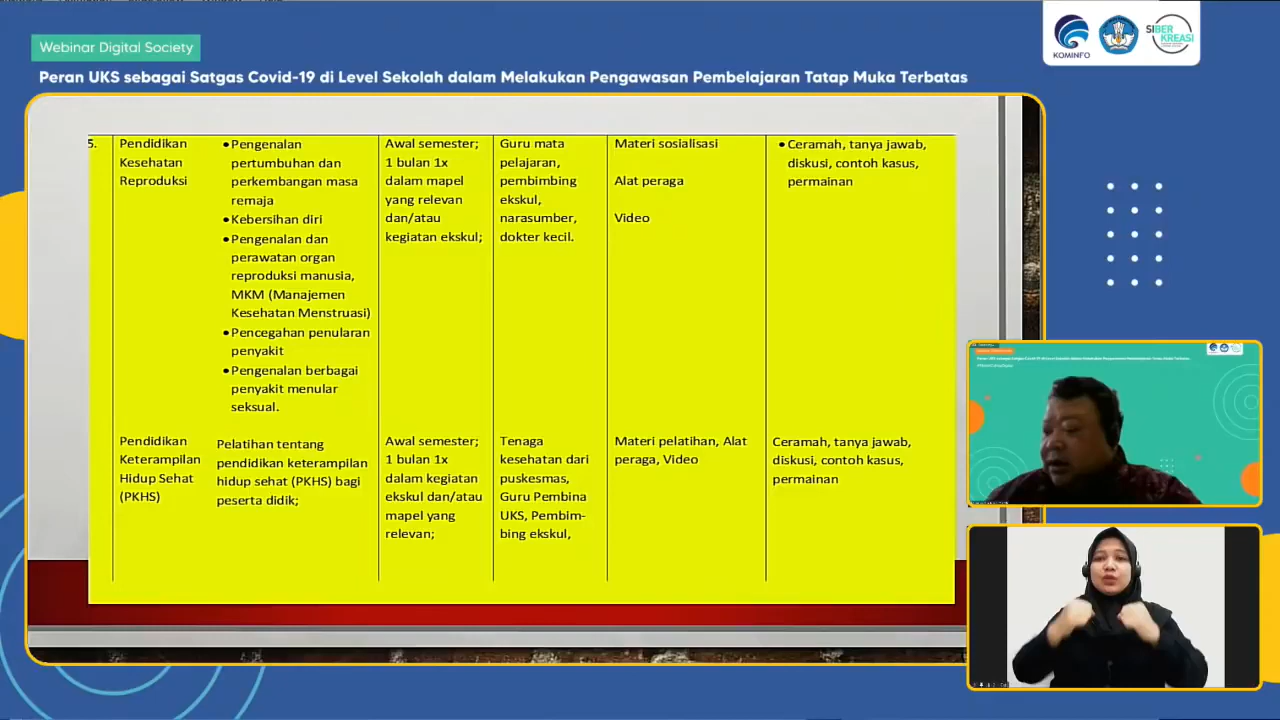 Webinar Digital Society
Peran UKS sebagai Satgas Covid-19 di Level Sekolah dalam Melakukan Pengawasan Pembelajaran Tatap Muka Terbatas
KOMINFO
SIBER
KREASI
5.
Pendidikan
Kesehatan
Reproduksi
• Pengenalan
pertumbuhan dan
perkembangan masa
remaja
• Kebersihan diri
• Pengenalan dan
perawatan organ
reproduksi manusia,
MKM (Manajemen
Kesehatan Menstruasi)
• Pencegahan penularan
penyakit
• Pengenalan berbagai
penyakit menular
seksual.
Awal semester;
1 bulan 1x
dalam mapel
yang relevan
dan/atau
kegiatan ekskul;
Guru mata
pelajaran,
pembimbing
ekskul,
narasumber,
dokter kecil.
Materi sosialisasi
Alat peraga
Video
• Ceramah, tanya jawab,
diskusi, contoh kasus,
permainan
Pendidikan
Keterampilan
Hidup Sehat
(PKHS)
Pelatihan tentang
pendidikan keterampilan
hidup sehat (PKHS) bagi
peserta didik;
Awal semester;
1 bulan 1x
dalam kegiatan
ekskul dan/atau
mapel yang
relevan;
Tenaga
kesehatan dari
puskesmas,
Guru Pembina
UKS, Pembim-
bing ekskul,
Materi pelatihan, Alat
peraga, Video
Ceramah, tanya jawab,
diskusi, contoh kasus,
permainan